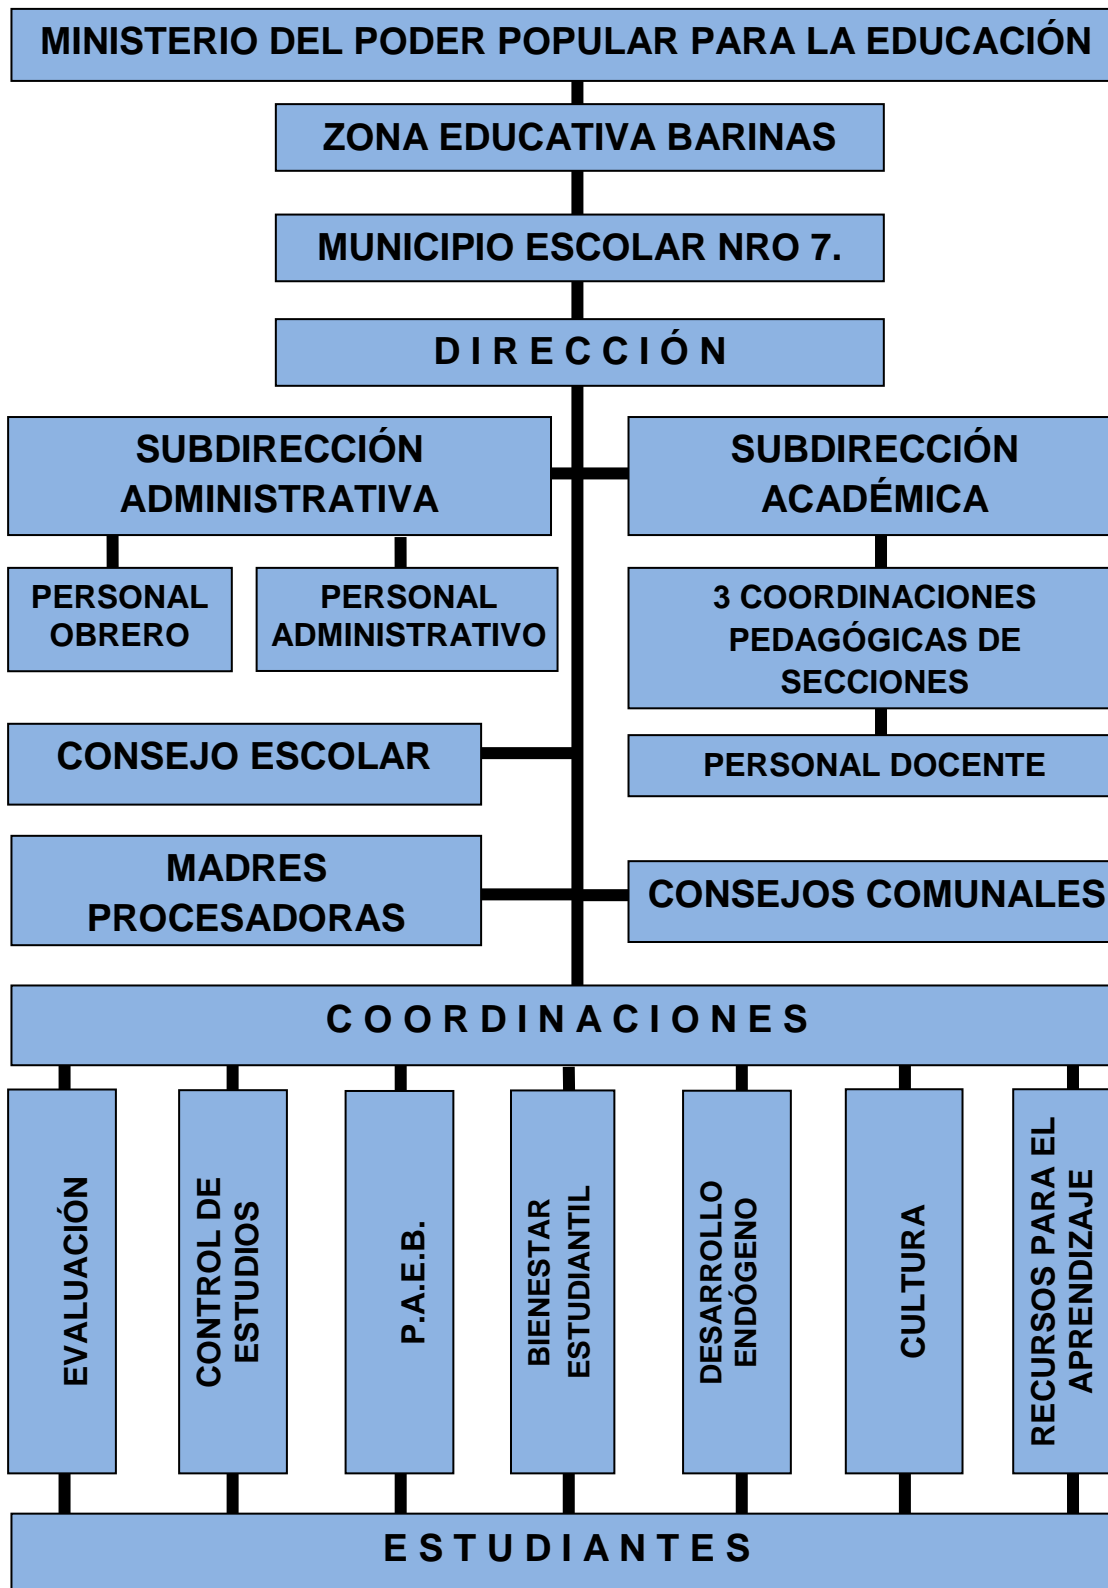 MINISTERIO DEL PODER POPULAR PARA LA EDUCACIÓN
ZONA EDUCATIVA BARINAS
MUNICIPIO ESCOLAR NRO 7.
D I R E C C I Ó N
SUBDIRECCIÓN
ADMINISTRATIVA
SUBDIRECCIÓN
ACADÉMICA
PERSONAL
OBRERO
PERSONAL
ADMINISTRATIVO
3 COORDINACIONES
PEDAGÓGICAS DE
SECCIONES
CONSEJO ESCOLAR
PERSONAL DOCENTE
MADRES
PROCESADORAS
CONSEJOS COMUNALES
C O O R D I N A C I O N E S
EVALUACIÓN
CONTROL DE
ESTUDIOS
P.A.E.B.
BIENESTAR
ESTUDIANTIL
DESARROLLO
ENDÓGENO
CULTURA
RECURSOS PARA EL
APRENDIZAJE
E S T U D I A N T E S